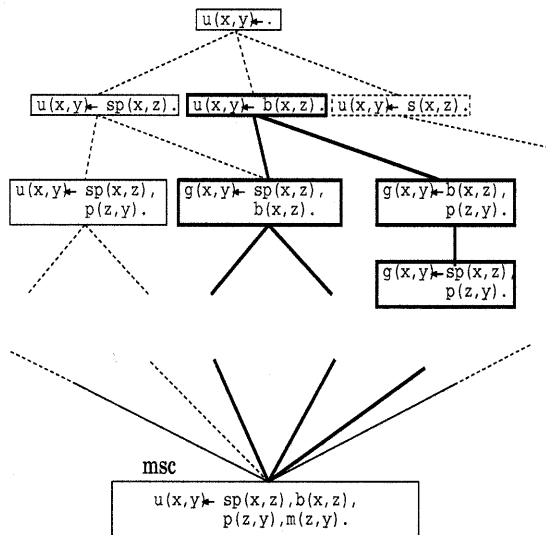 u(x,y)← .
u(x,y)← sp(x,z).
u(x,y)← b(x,z).
u(x,y)← s(x,z).
u(x,y)← sp(x,z),
p(z,y).
g(x,y)← sp(x,z),
b(x,z).
g(x,y)← b(x,z),
p(z,y).
g(x,y)← sp(x,z),
p(z,y).
msc
u(x,y)← sp(x,z),b(x,z),
p(z,y),m(z,y).